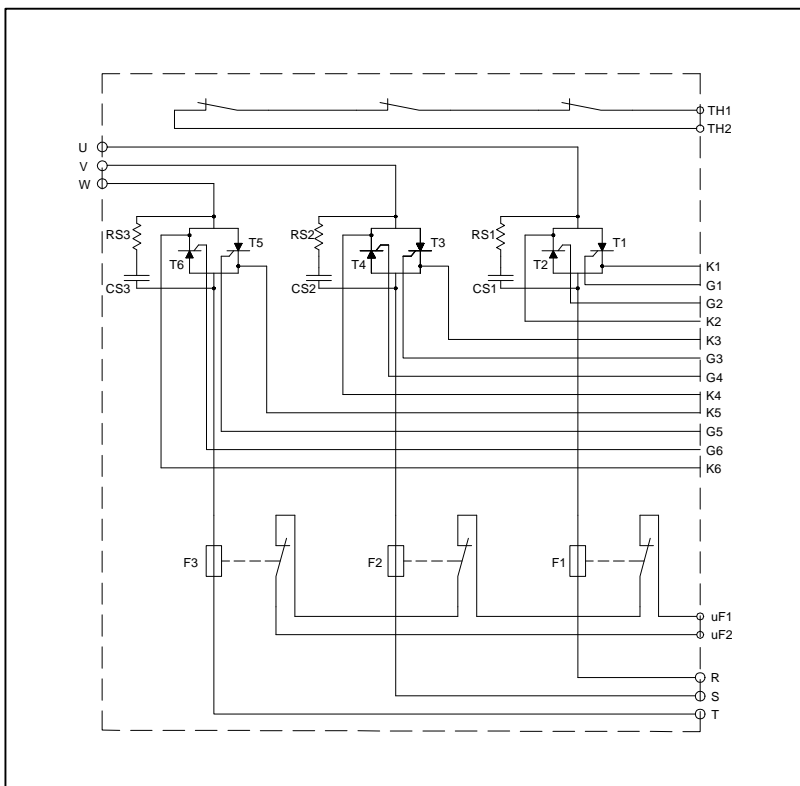 TH1
TH2
U
V
W
RS3
T6
T5
CS3
RS2
T4
T3
CS2
RS1
T2
T1
CS1
K1
G1
G2
K2
K3
G3
G4
K4
K5
G5
G6
K6
F3
F2
F1
uF1
uF2
R
S
T